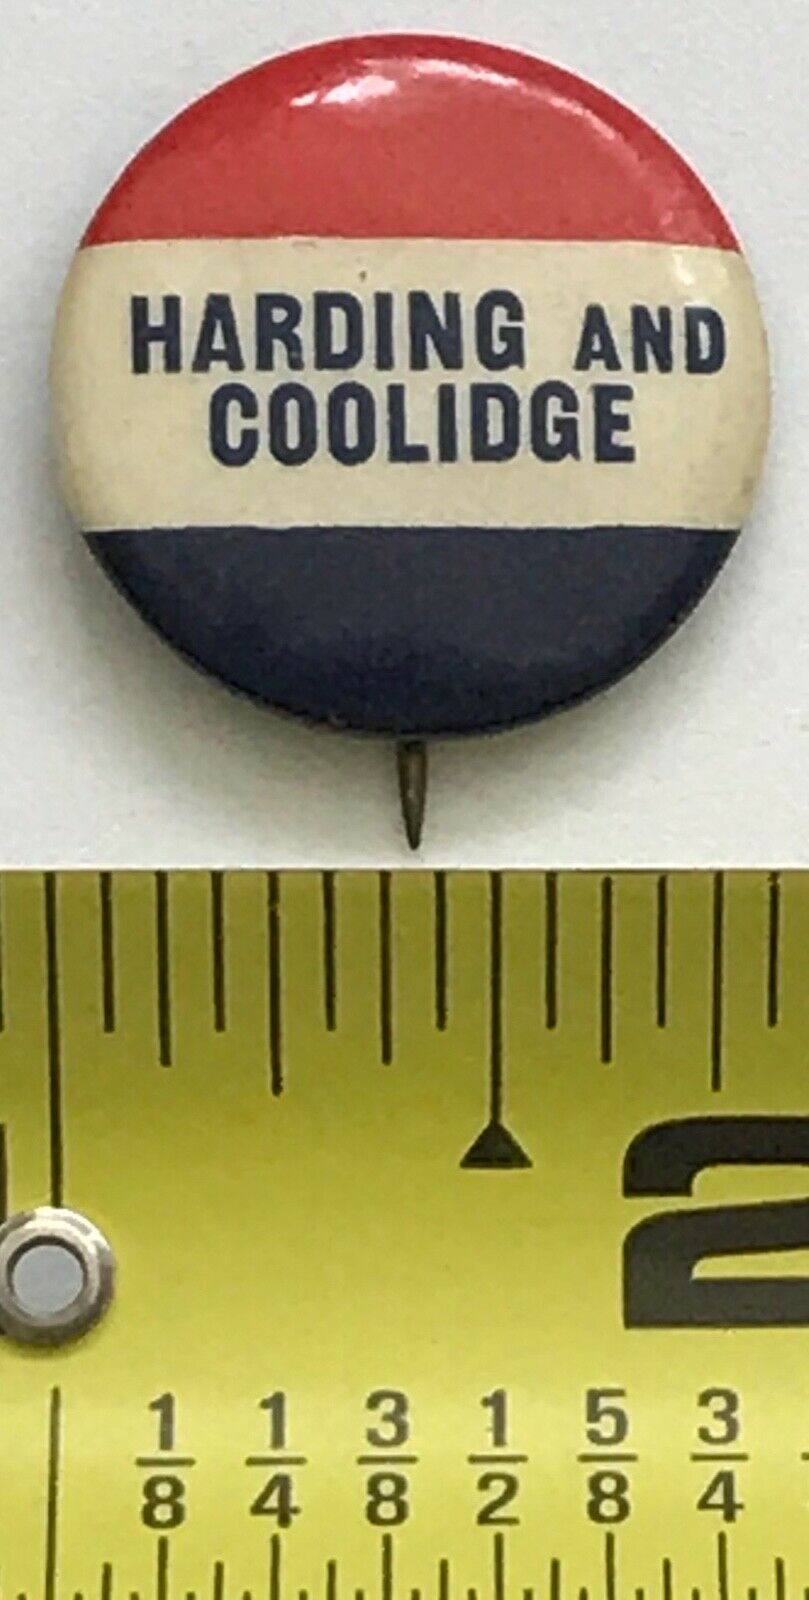 HARDING AND
COOLIDGE
2
1/8 1/4 3/8 1/2 5/8 3/4